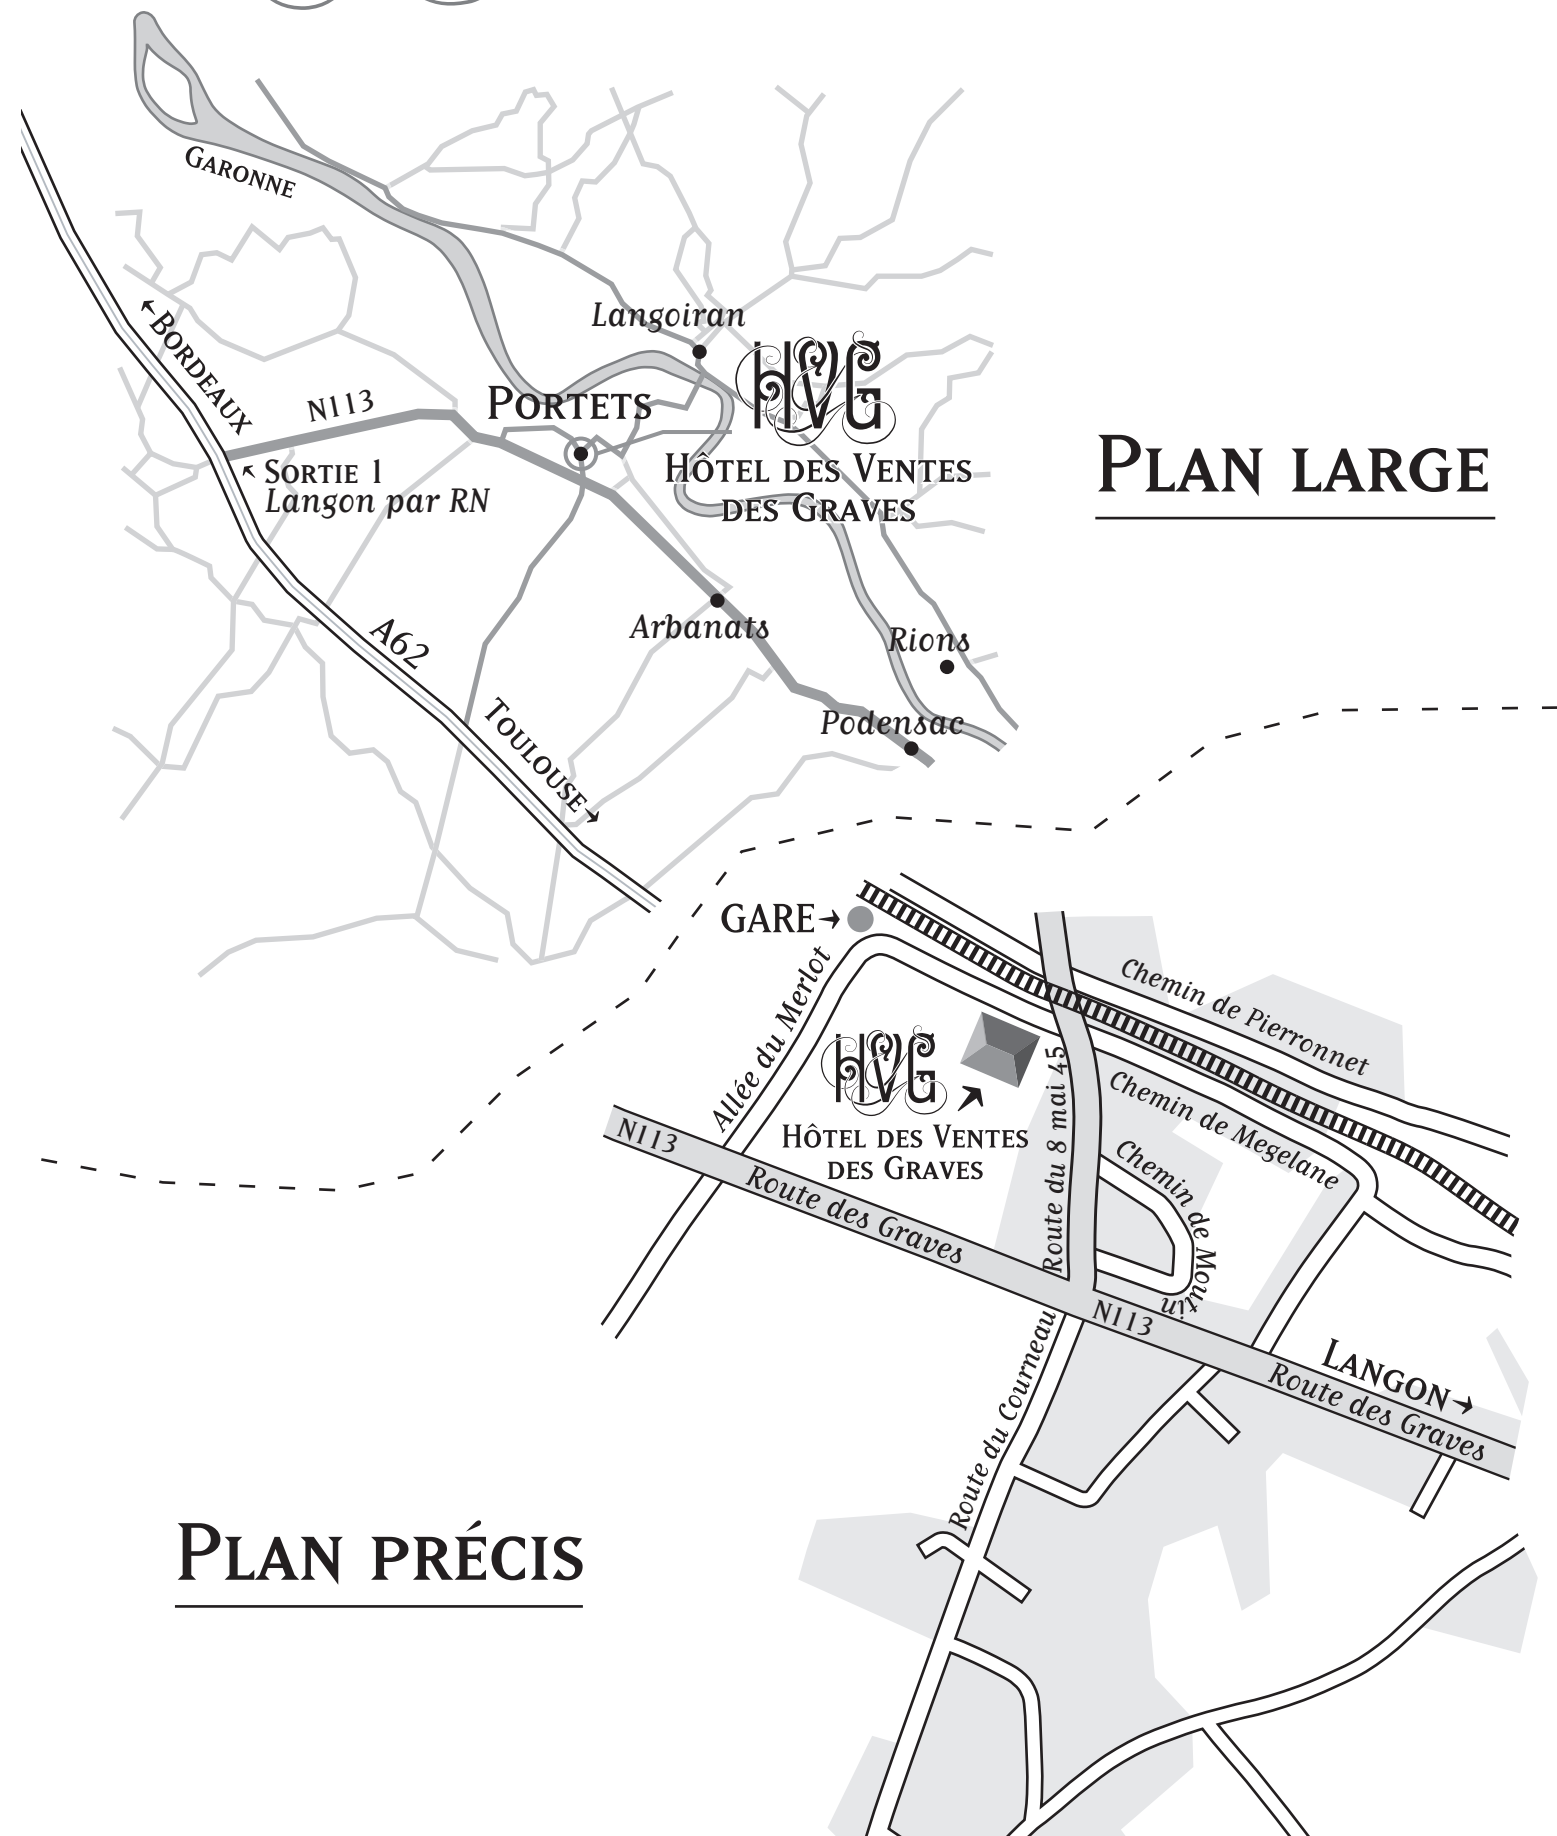 GARONNE
Langoiran
BORDEAUX
HVG
N113
PORTETS
HÔTEL DES VENTES
DES GRAVES
SORTIE 1
Langon par RN
PLAN LARGE
A62
Arbanats
Rions
TOULOUSE
Podensac
GARE
Chemin de Pierronnet
Allée du Merlot
HVG
HÔTEL DES VENTES
DES GRAVES
Route du 8 mai 45
Chemin de Megelane
Chemin de Moutin
N113
Route des Graves
N113
LANGON
Route des Graves
Route du Courneau
PLAN PRÉCIS